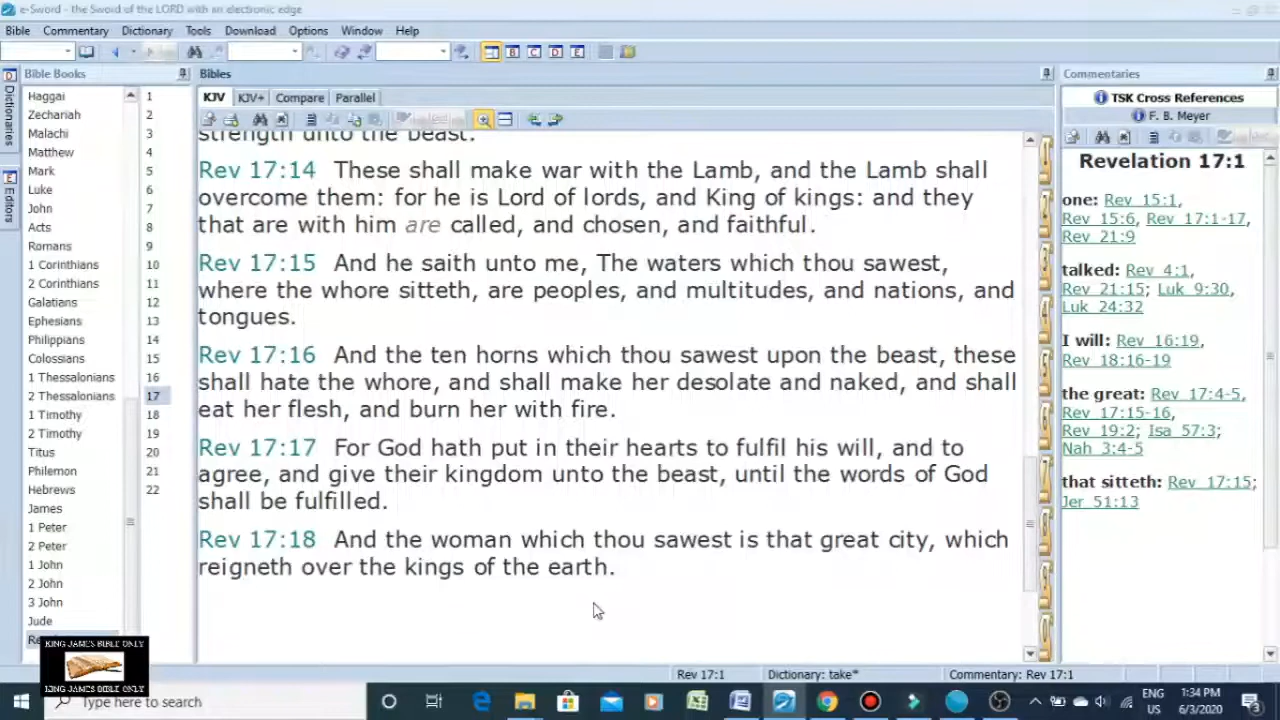 e-Sword - the Sword of the LORD with an electronic edge
Bible Commentary Dictionary Tools Download Options Window Help
Dictionaries
Editors
Bible Books
Haggai
Zechariah
Malachi
Matthew
Mark
Luke
John
Acts
Romans
1 Corinthians
2 Corinthians
Galatians
Ephesians
Philippians
Colossians
1 Thessalonians
2 Thessalonians
1 Timothy
2 Timothy
Titus
Philemon
Hebrews
James
1 Peter
2 Peter
1 John
2 John
3 John
Jude
1
2
3
4
5
6
7
8
9
10
11
12
13
14
15
16
17
18
19
20
21
22
Bibles
KJV KJV+ Compare Parallel
strength unto the beast.
Rev 17:14 These shall make war with the Lamb, and the Lamb shall
overcome them: for he is Lord of lords, and King of kings: and they
that are with him are called, and chosen, and faithful.
Rev 17:15 And he saith unto me, The waters which thou sawest,
where the whore sitteth, are peoples, and multitudes, and nations, and
tongues.
Rev 17:16 And the ten horns which thou sawest upon the beast, these
shall hate the whore, and shall make her desolate and naked, and shall
eat her flesh, and burn her with fire.
Rev 17:17 For God hath put in their hearts to fulfil his will, and to
agree, and give their kingdom unto the beast, until the words of God
shall be fulfilled.
Rev 17:18 And the woman which thou sawest is that great city, which
reigneth over the kings of the earth.
Commentaries
TSK Cross References
F. B. Meyer
Revelation 17:1
one: Rev 15:1,
Rev 15:6, Rev 17:1-17,
Rev 21:9
talked: Rev 4:1,
Rev 21:15; Luk 9:30,
Luk 24:32
I will: Rev 16:19,
Rev 18:16-19
the great: Rev 17:4-5,
Rev 17:15-16,
Rev 19:2; Isa 57:3;
Nah 3:4-5
that sitteth: Rev 17:15;
Jer 51:13
KING JAMES BIBLE ONLY
KING JAMES BIBLE ONLY
Rev 17:1 Dictionary: take* Commentary: Rev 17:1
Type here to search
ENG
US
1:34 PM
6/3/2020
3